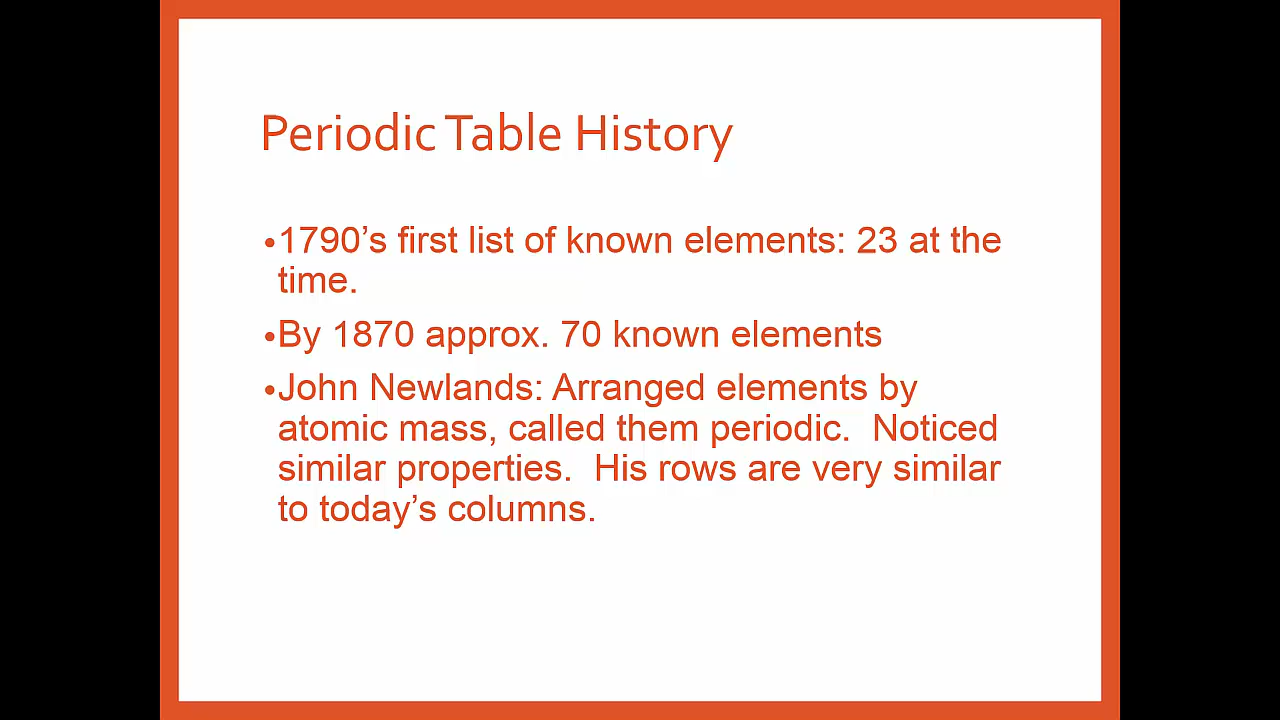 Periodic Table History
•1790’s first list of known elements: 23 at the
time.
•By 1870 approx. 70 known elements
•John Newlands: Arranged elements by
atomic mass, called them periodic.  Noticed
similar properties.  His rows are very similar
to today’s columns.